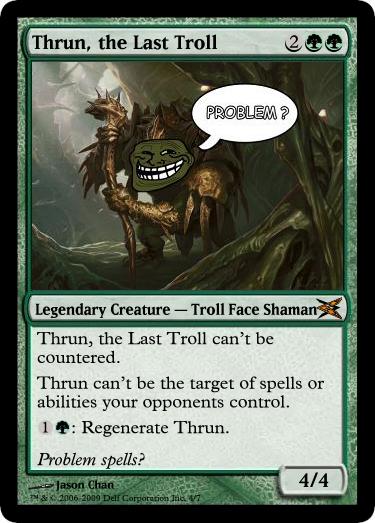 Thrun, the Last Troll 2
PROBLEM ?
Legendary Creature — Troll Face Shaman
Thrun, the Last Troll can't be
countered.
Thrun can't be the target of spells or
abilities your opponents control.
1 : Regenerate Thrun.
Problem spells?
Jason Chan
4/4
™ & © 2006-2009 Delf Corporation Inc. 4/7